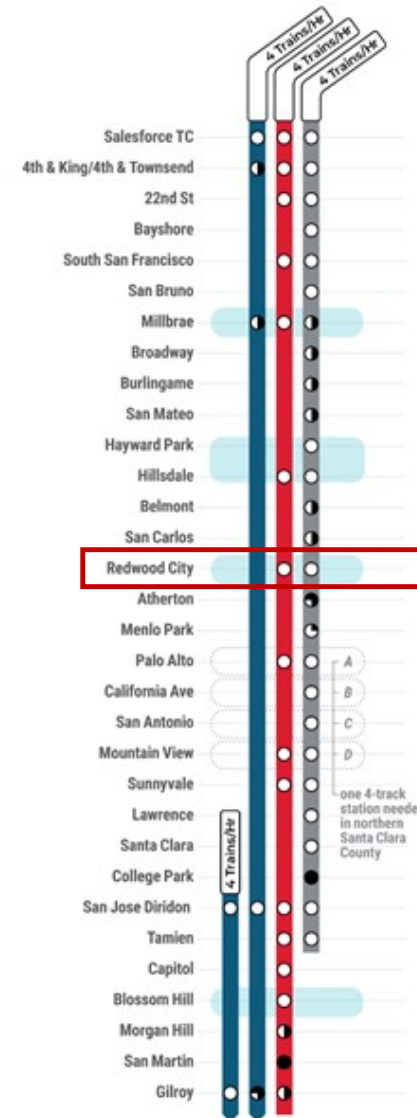 4 Trains/Hr
4 Trains/Hr
4 Trains/Hr
Salesforce TC
4th & King/4th & Townsend
22nd St
Bayshore
South San Francisco
San Bruno
Millbrae
Broadway
Burlingame
San Mateo
Hayward Park
Hillsdale
Belmont
San Carlos
Redwood City
Atherton
Menlo Park
Palo Alto
A
California Ave
B
San Antonio
C
Mountain View
D
Sunnyvale
one 4-track
station neede
in northern
Santa Clara
County
Lawrence
Santa Clara
4 Trains/Hr
College Park
San Jose Diridon
Tamien
Capitol
Blossom Hill
Morgan Hill
San Martin
Gilroy